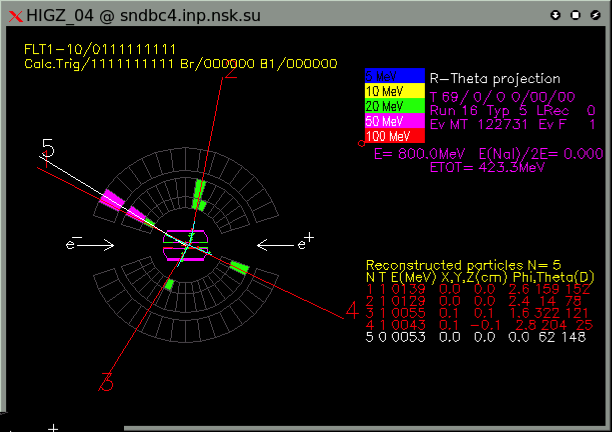 HIGZ_04 @ sndbc4.inp.nsk.su
FLT1-10/0111111111
Calc.Trig/1111111111 Br/000000 B1/000000
5 MeV
10 MeV
20 MeV
50 MeV
100 MeV
R-Theta projection
T 69/ 0/ 0 0/00/00
Run 16 Typ 5 LRec 0
Ev MT 122731 Ev F 1
E= 800.0MeV E(NaI)/2E= 0.000
ETOT= 423.3MeV
2
5
e-
e+
4
3
Reconstructed particles N= 5
N T E(MeV) X,Y,Z(cm) Phi,Theta(D)
1 1 0139 0.0 0.0 2.6 159 152
2 1 0129 0.0 0.0 2.4 14 78
3 1 0055 0.1 0.1 1.6 322 121
4 1 0043 0.1 -0.1 2.8 204 25
5 0 0053 0.0 0.0 0.0 62 148